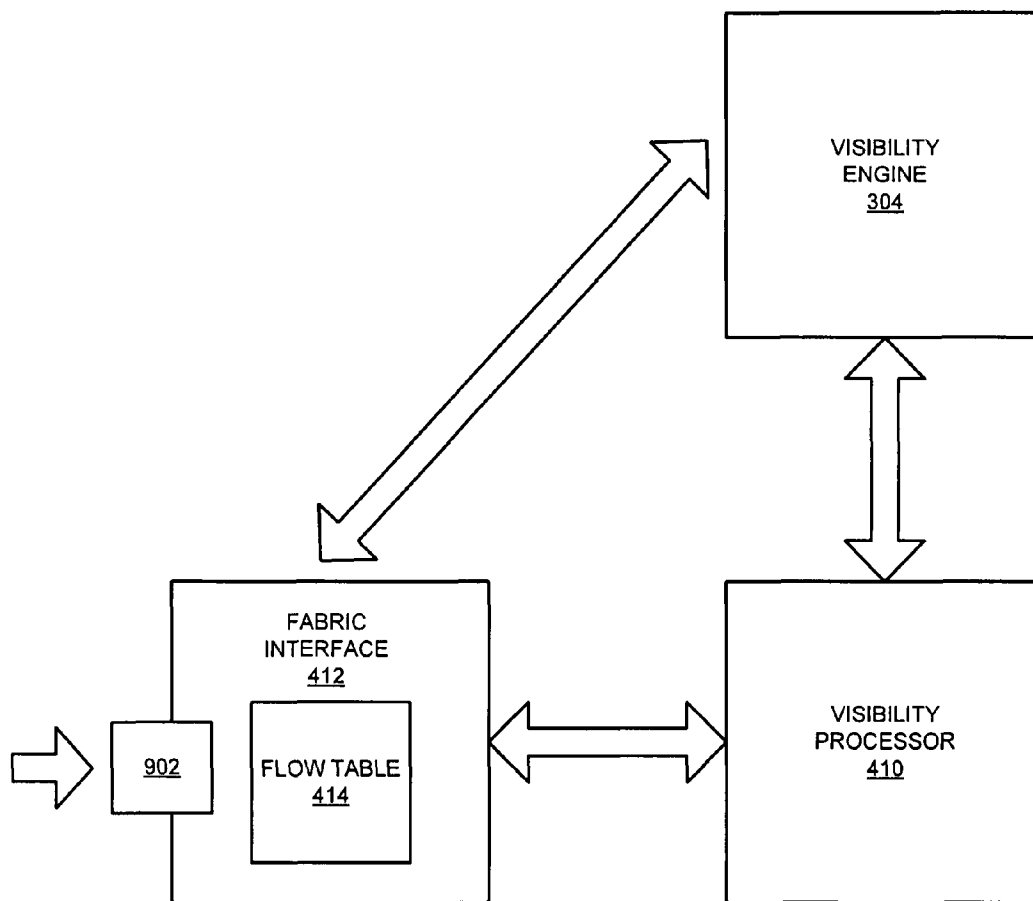 VISIBILITY
ENGINE
304
FABRIC
INTERFACE
412
902
FLOW TABLE
414
VISIBILITY
PROCESSOR
410